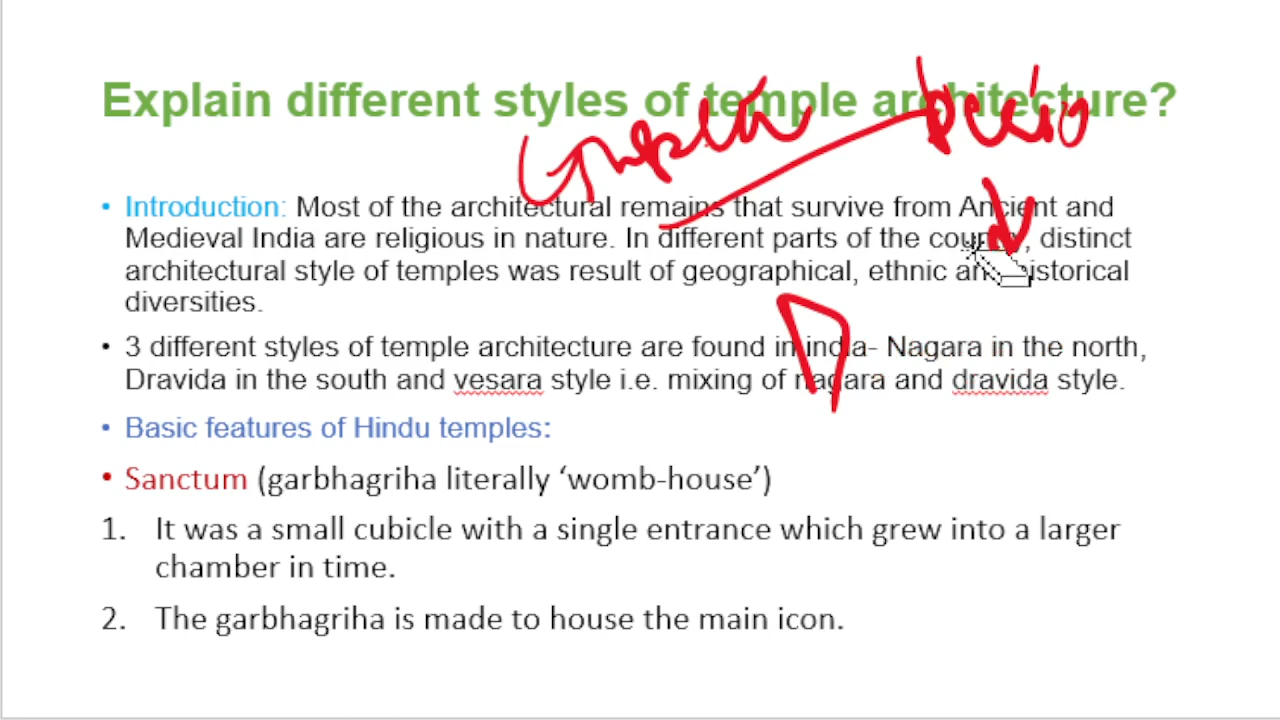 Explain different styles of temple architecture?
Gupta period
• Introduction: Most of the architectural remains that survive from Ancient and
Medieval India are religious in nature. In different parts of the country, distinct
architectural style of temples was result of geographical, ethnic and historical
diversities.
• 3 different styles of temple architecture are found in india- Nagara in the north,
Dravida in the south and vesara style i.e. mixing of nagara and dravida style.
• Basic features of Hindu temples:
• Sanctum (garbhagriha literally ‘womb-house’)
1. It was a small cubicle with a single entrance which grew into a larger
chamber in time.
2. The garbhagriha is made to house the main icon.